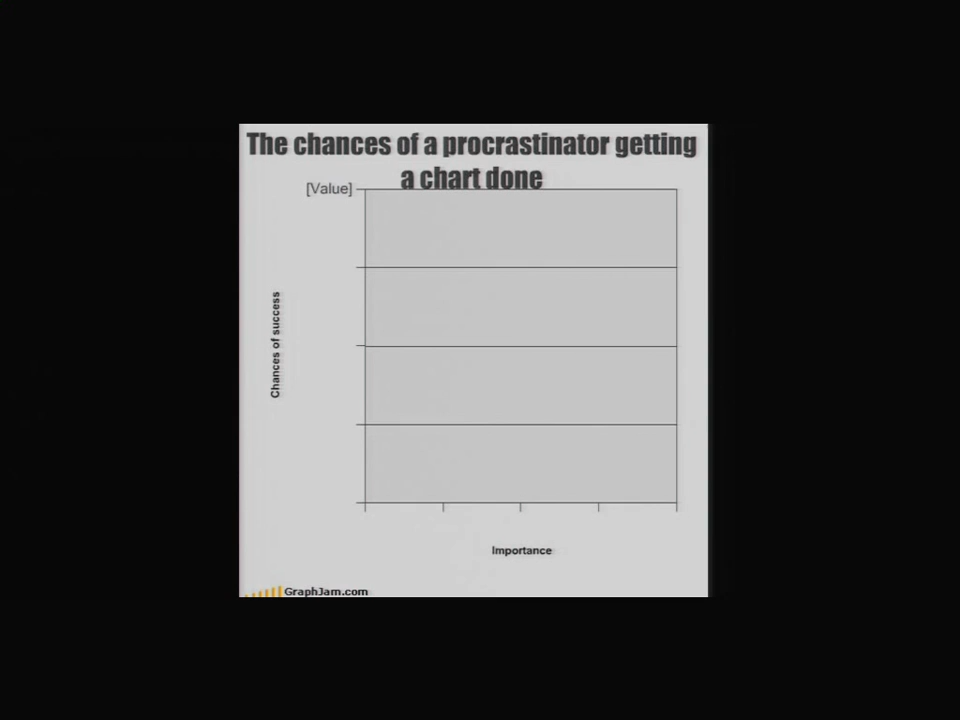 The chances of a procrastinator getting
a chart done
[Value]
Chances of success
Importance
GraphJam.com